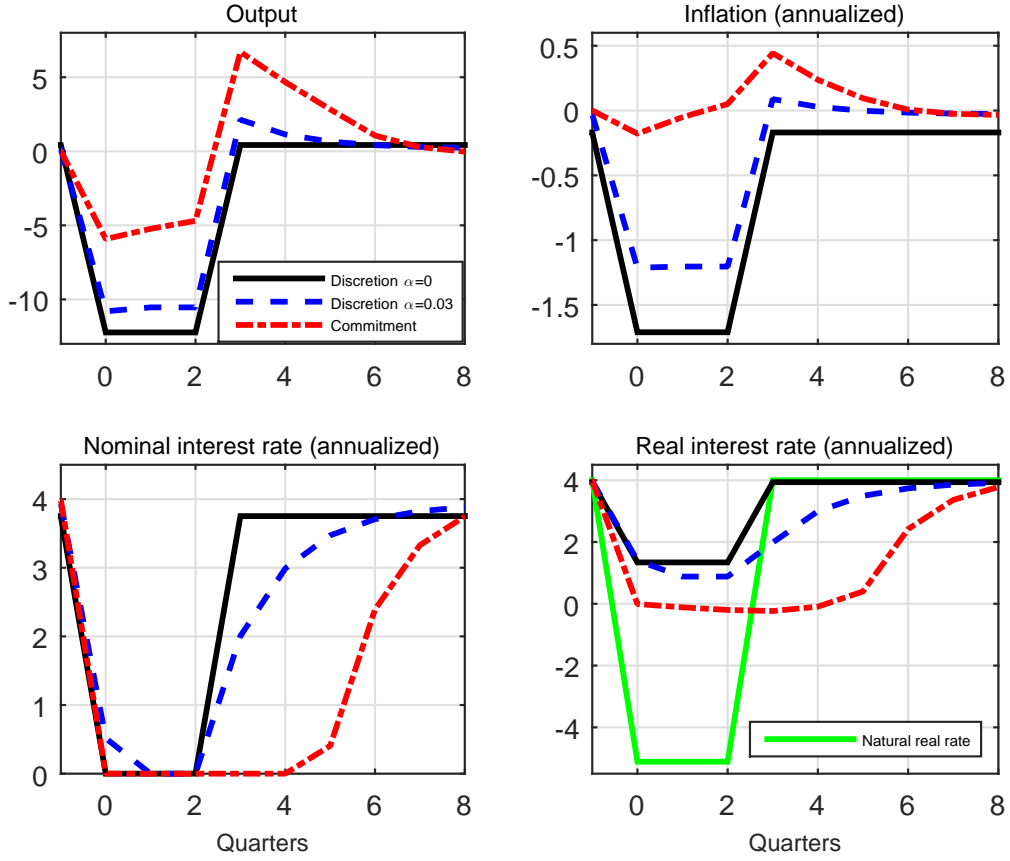 Output
5
0
-5
-10
0 2 4 6 8
Discretion α=0
Discretion α=0.03
Commitment
Inflation (annualized)
0.5
0
-0.5
-1
-1.5
0 2 4 6 8
Nominal interest rate (annualized)
4
3
2
1
0
0 2 4 6 8
Quarters
Real interest rate (annualized)
4
2
0
-2
-4
0 2 4 6 8
Natural real rate
Quarters